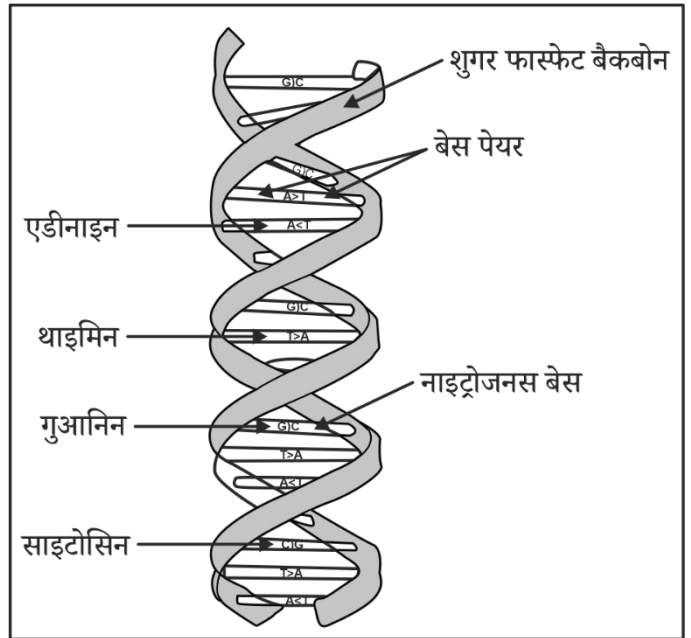 G)C
शुगर फास्फेट बैकबोन
बेस पेयर
G)C
A>T
एडीनाइन
A<T
G)C
थाइमिन
T>A
नाइट्रोजनस बेस
गुआनिन
G)C
T>A
A<T
साइटोसिन
C)G
T>A
A<T